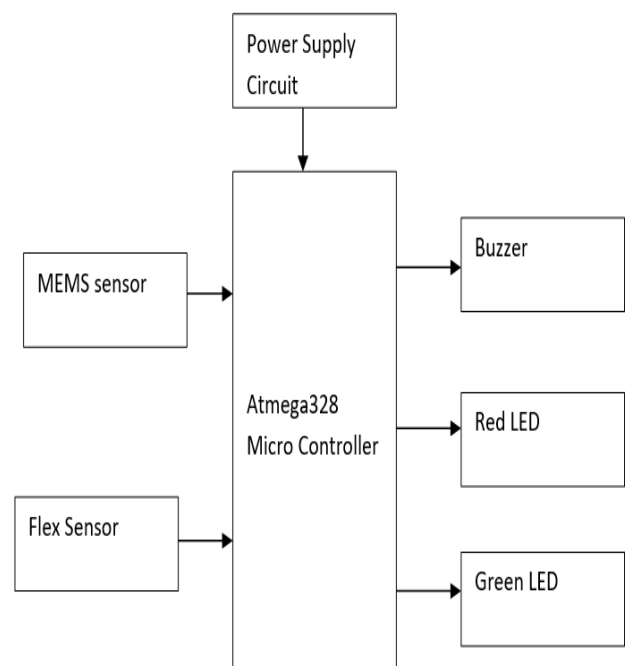 Power Supply
Circuit
MEMS sensor
Flex Sensor
Atmega328
Micro Controller
Buzzer
Red LED
Green LED